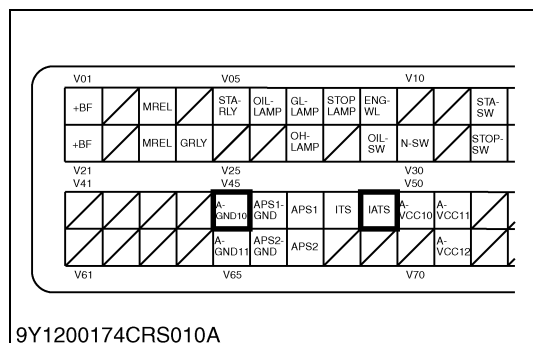 V01 V05 V10
+BF MREL STA-RLY OIL-LAMP GL-LAMP STOP LAMP ENG-WL STA-SW
+BF MREL GRLY OH-LAMP OIL-SW N-SW STOP-SW
V21 V25 V30
V41 V45 V50
A-GND10 APS1-GND APS1 ITS IATS A-VCC10 A-VCC11
A-GND11 APS2-GND APS2 A-VCC12
V61 V65 V70
9Y1200174CRS010A